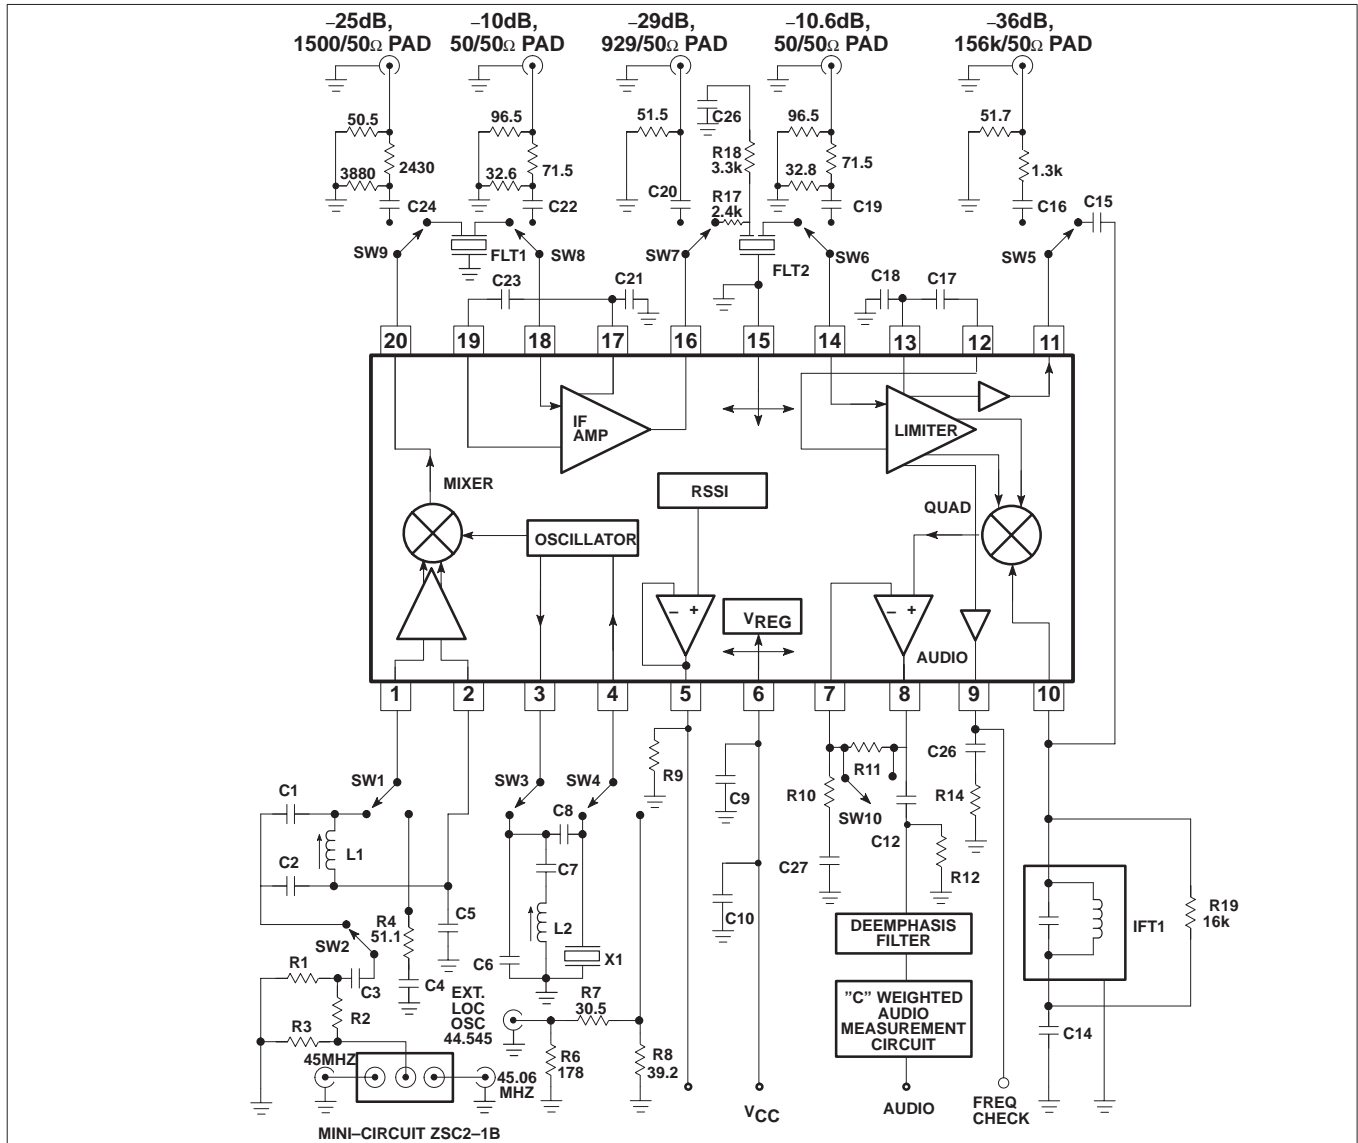 –25dB,
1500/50Ω PAD
–10dB,
50/50Ω PAD
–29dB,
929/50Ω PAD
–10.6dB,
50/50Ω PAD
–36dB,
156k/50Ω PAD
50.5
2430
3880
C24
96.5
71.5
32.6
C22
51.5
C20
C26
R18
3.3k
R17
2.4k
96.5
71.5
32.8
C19
51.7
1.3k
C16
C15
SW9
FLT1
SW8
SW7
FLT2
SW6
SW5
C23
C21
C18
C17
20
19
18
17
16
15
14
13
12
11
IF
AMP
LIMITER
MIXER
RSSI
QUAD
OSCILLATOR
– +
VREG
– +
AUDIO
1
2
3
4
5
6
7
8
9
10
SW1
SW3
SW4
R9
C9
R11
R10
SW10
C26
R14
C1
L1
C2
C8
C7
C12
C27
R12
C5
R4
51.1
L2
C10
SW2
C6
X1
DEEMPHASIS
FILTER
IFT1
R19
16k
R1
C3
C4
R2
R3
EXT.
LOC
OSC
44.545
R7
30.5
R6
178
R8
39.2
"C" WEIGHTED
AUDIO
MEASUREMENT
CIRCUIT
C14
45MHZ
45.06
MHZ
VCC
AUDIO
FREQ
CHECK
MINI–CIRCUIT ZSC2–1B